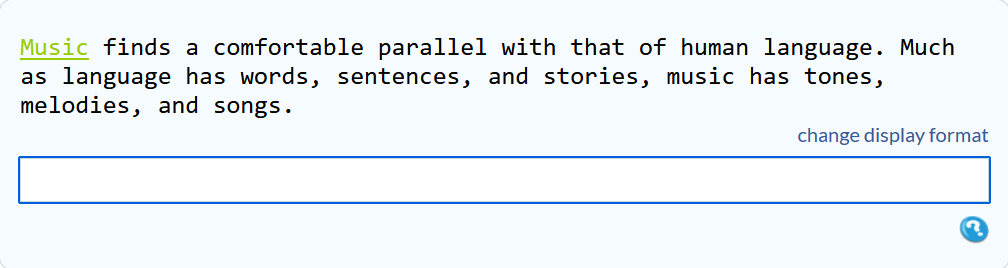 Music finds a comfortable parallel with that of human language. Much
as language has words, sentences, and stories, music has tones,
melodies, and songs.
change display format
?